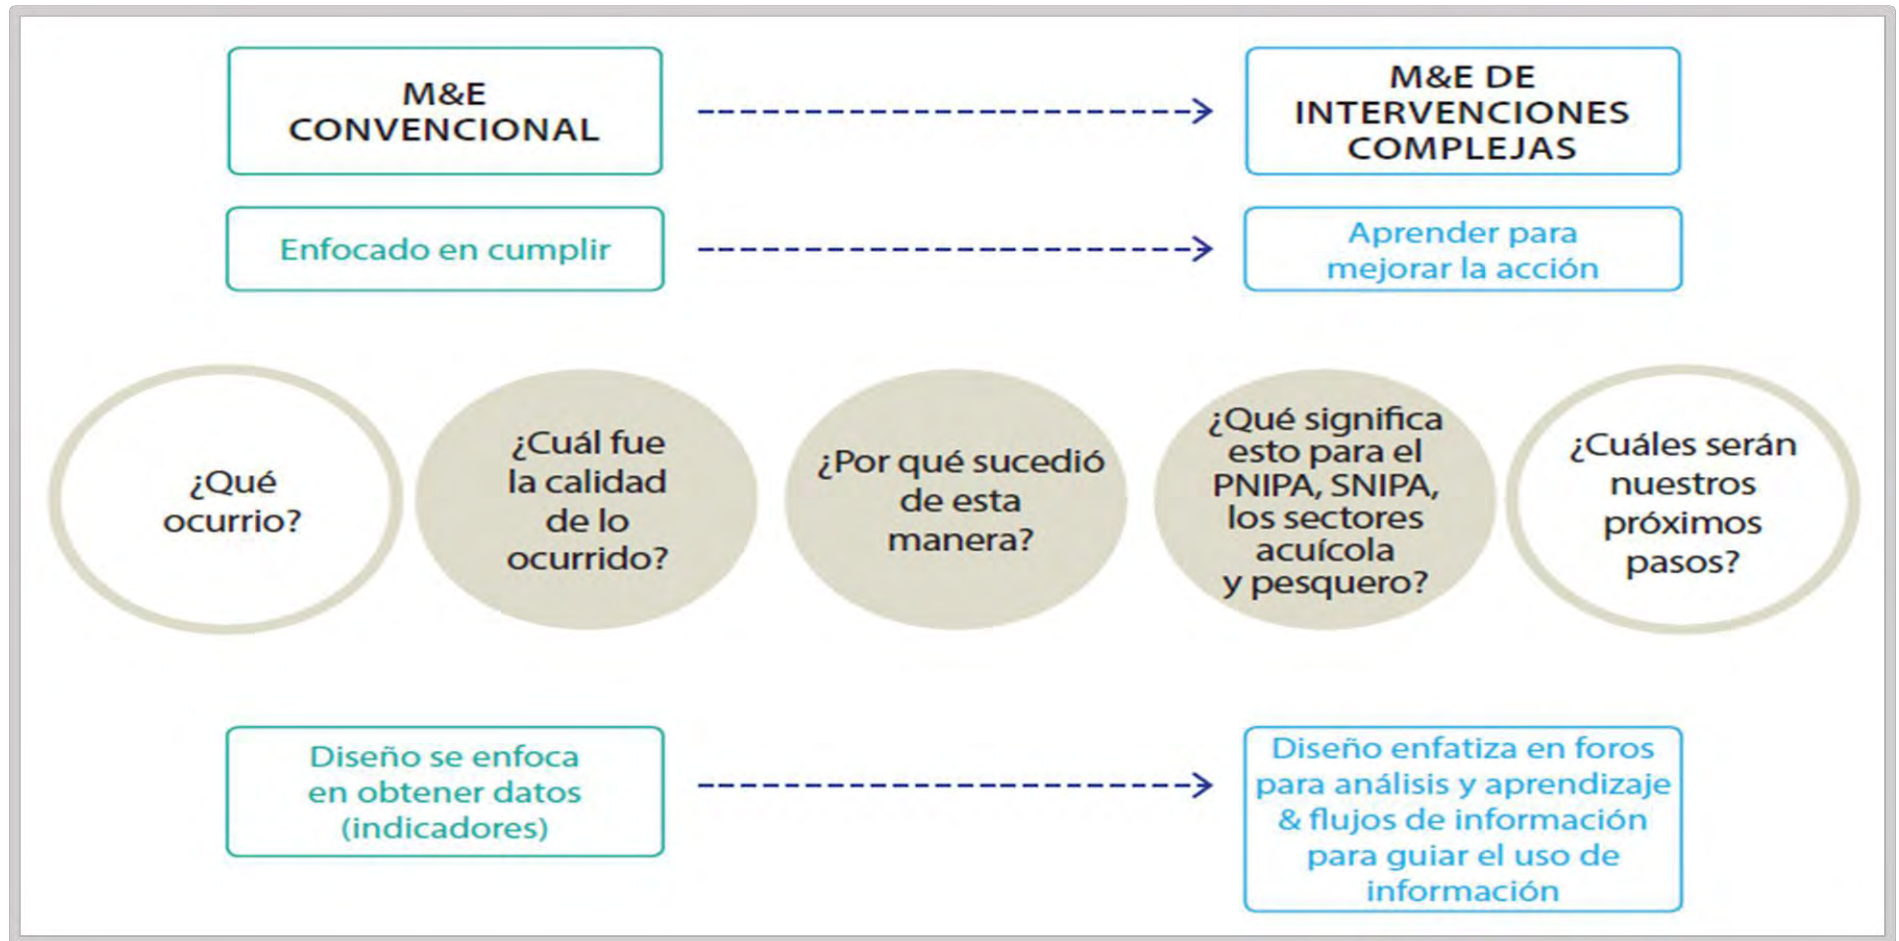 M&E
CONVENCIONAL
M&E DE
INTERVENCIONES
COMPLEJAS
Enfocado en cumplir
Aprender para
mejorar la acción
¿Qué
ocurrio?
¿Cuál fue
la calidad
de lo
ocurrido?
¿Por qué sucedió
de esta
manera?
¿Qué significa
esto para el
PNIPA, SNIPA,
los sectores
acuícola
y pesquero?
¿Cuáles serán
nuestros
próximos
pasos?
Diseño se enfoca
en obtener datos
(indicadores)
Diseño enfatiza en foros
para análisis y aprendizaje
& flujos de información
para guiar el uso de
información